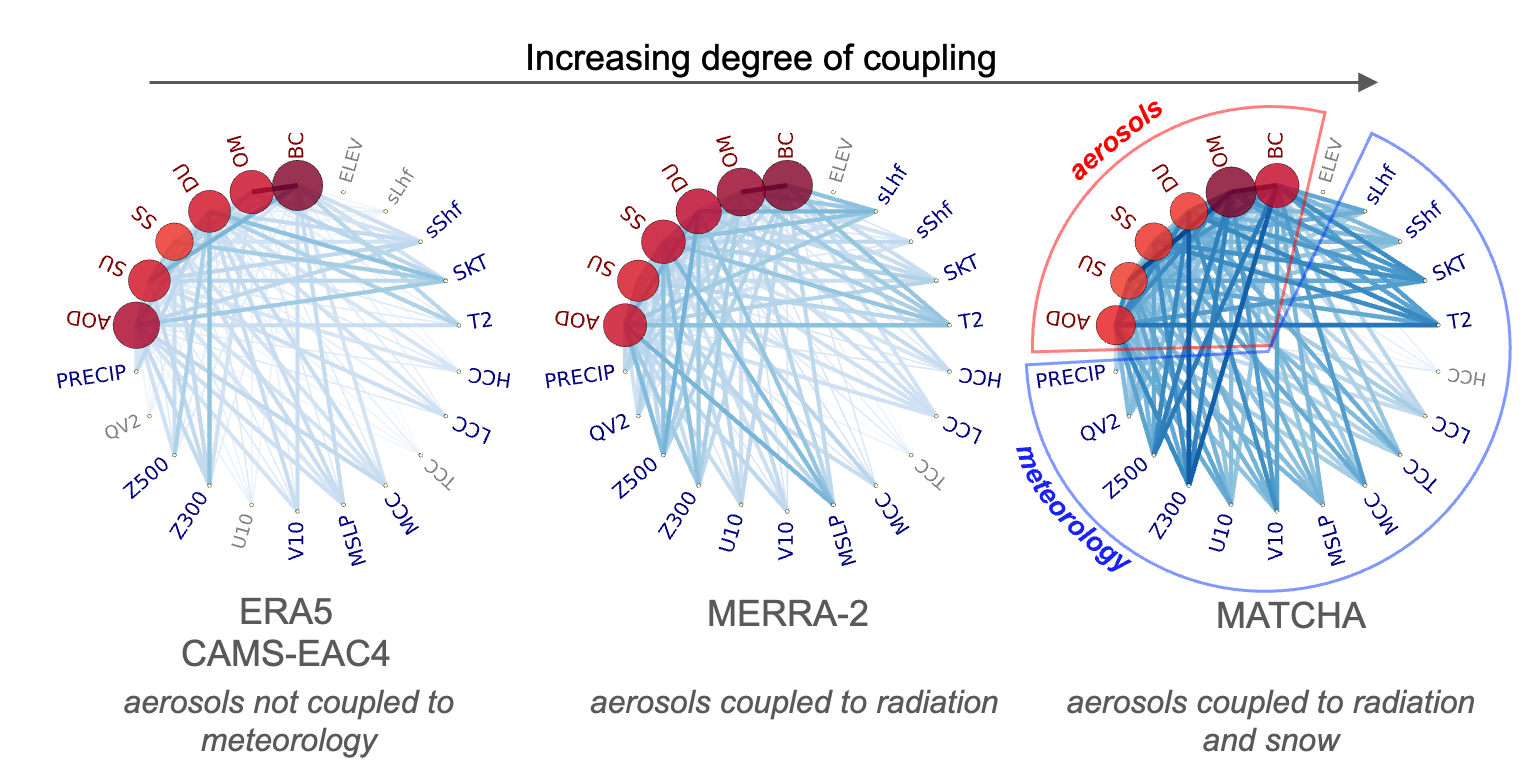 Increasing degree of coupling
AOD
SU
SS
DU
OM
BC
ELEV
sLhf
sShf
SKT
T2
HCC
LCC
TCC
MCC
MSLP
V10
U10
Z300
Z500
QV2
PRECIP
ERA5
CAMS-EAC4
aerosols not coupled to
meteorology
AOD
SU
SS
DU
OM
BC
ELEV
sLhf
sShf
SKT
T2
HCC
LCC
TCC
MCC
MSLP
V10
U10
Z300
Z500
QV2
PRECIP
MERRA-2
aerosols coupled to radiation
aerosols
AOD
SU
SS
DU
OM
BC
ELEV
sLhf
sShf
SKT
T2
HCC
LCC
TCC
MCC
MSLP
V10
U10
Z300
Z500
QV2
PRECIP
meteorology
MATCHA
aerosols coupled to radiation
and snow